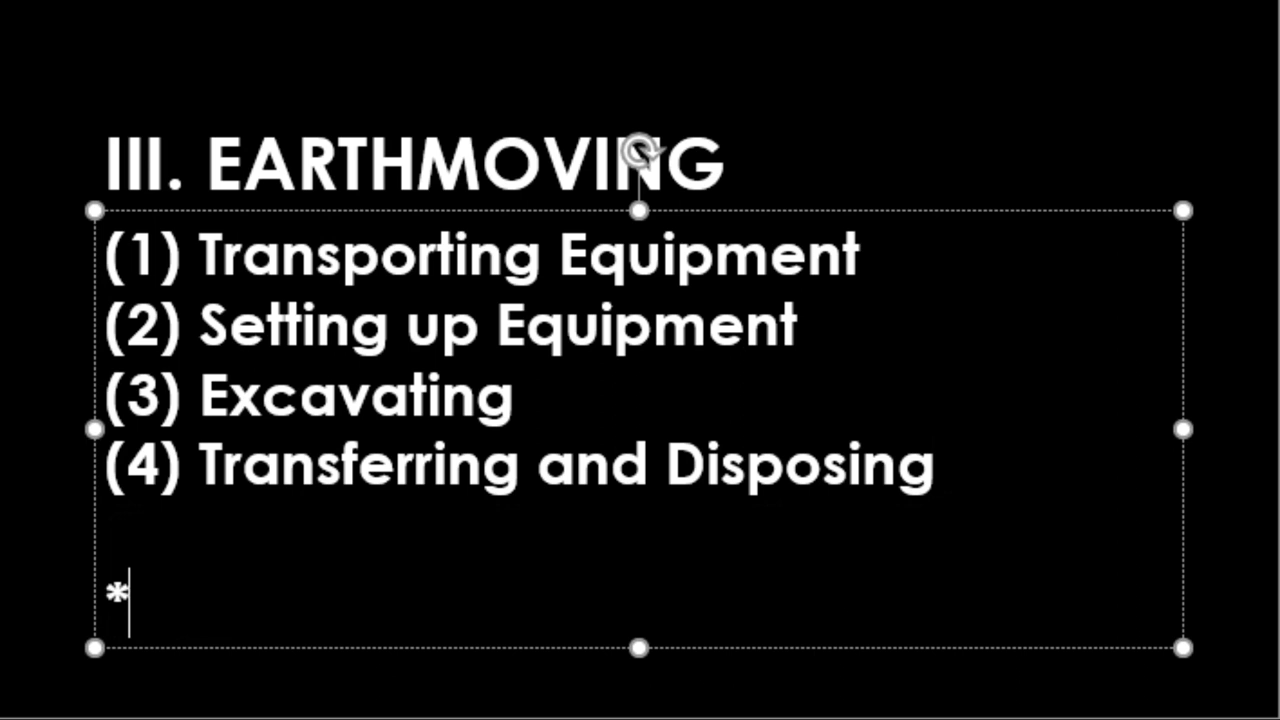 III. EARTHMOVING
(1) Transporting Equipment
(2) Setting up Equipment
(3) Excavating
(4) Transferring and Disposing
*